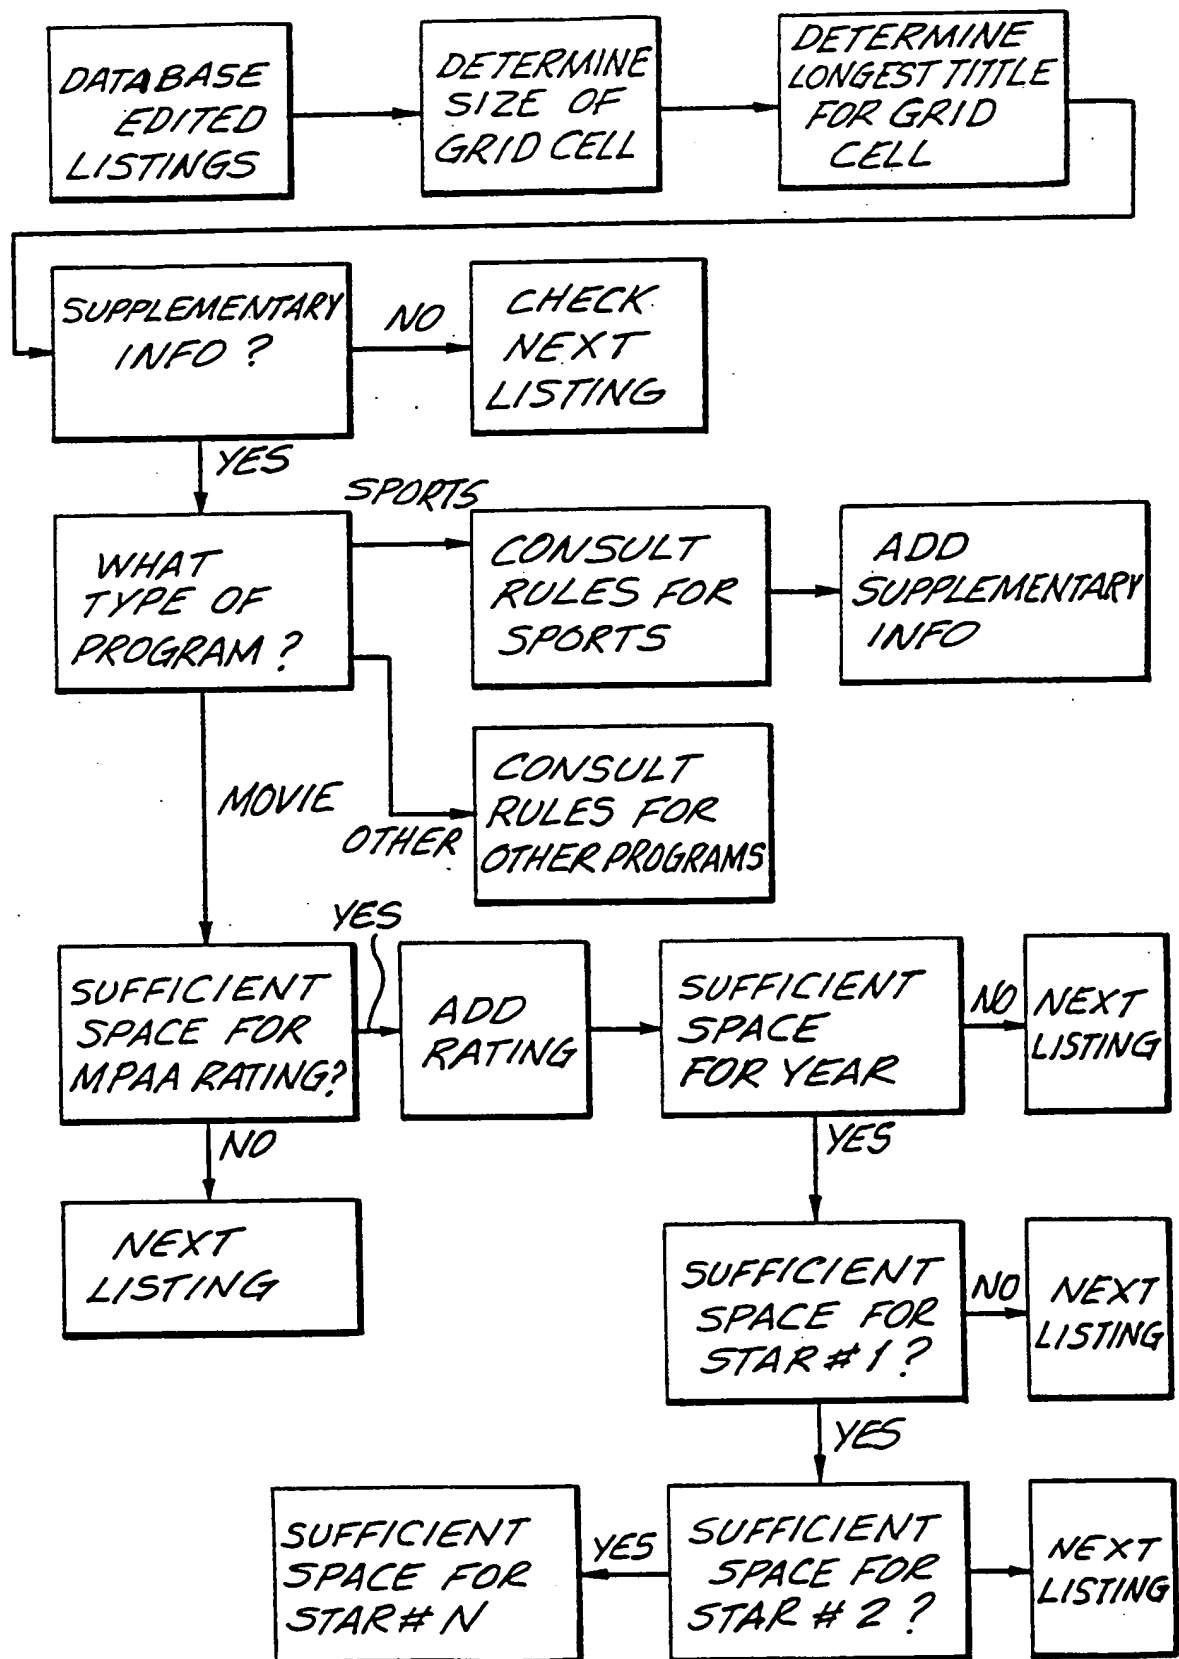 DATABASE
EDITED
LISTINGS
DETERMINE
SIZE OF
GRID CELL
DETERMINE
LONGEST TITTLE
FOR GRID
CELL
SUPPLEMENTARY
INFO?
NO
CHECK
NEXT
LISTING
YES
WHAT
TYPE OF
PROGRAM?
SPORTS
CONSULT
RULES FOR
SPORTS
ADD
SUPPLEMENTARY
INFO
OTHER
CONSULT
RULES FOR
OTHER PROGRAMS
MOVIE
SUFFICIENT
SPACE FOR
MPAA RATING?
YES
ADD
RATING
SUFFICIENT
SPACE
FOR YEAR
NO
NEXT
LISTING
NO
NEXT
LISTING
YES
SUFFICIENT
SPACE FOR
STAR #1?
NO
NEXT
LISTING
YES
SUFFICIENT
SPACE FOR
STAR #2?
NEXT
LISTING
YES
SUFFICIENT
SPACE FOR
STAR # N